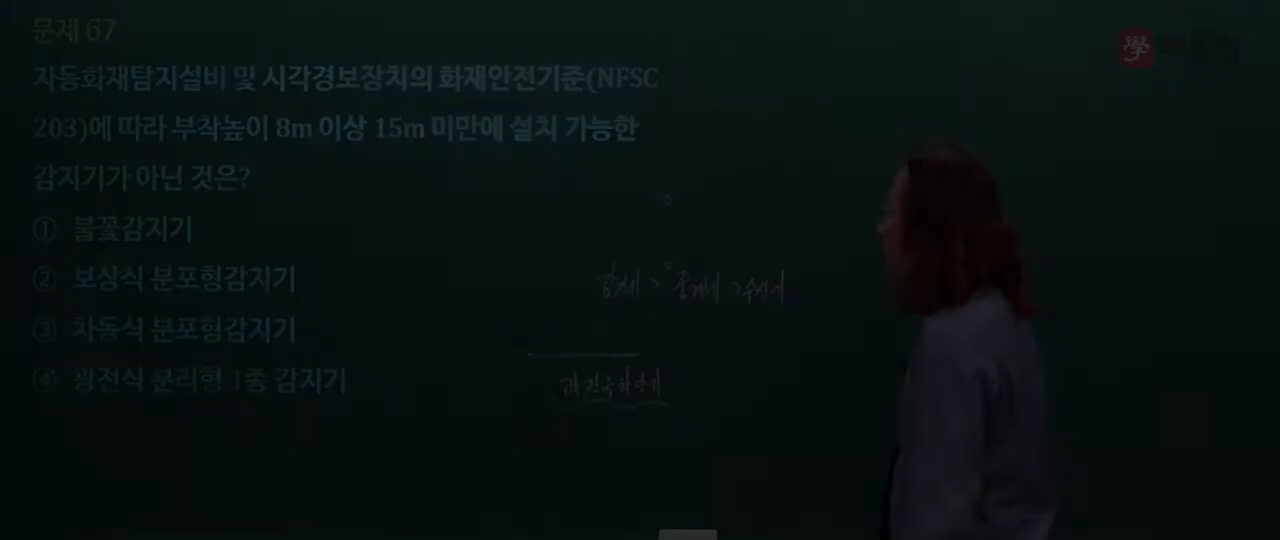 문제 67
자동화재탐지설비 및 시각경보장치의 화재안전기준(NFSC
203)에 따라 부착높이 8m 이상 15m 미만에 설치 가능한
감지기가 아닌 것은?
① 불꽃감지기
② 보상식 분포형감지기
③ 차동식 분포형감지기
④ 광전식 분리형 1종 감지기
學